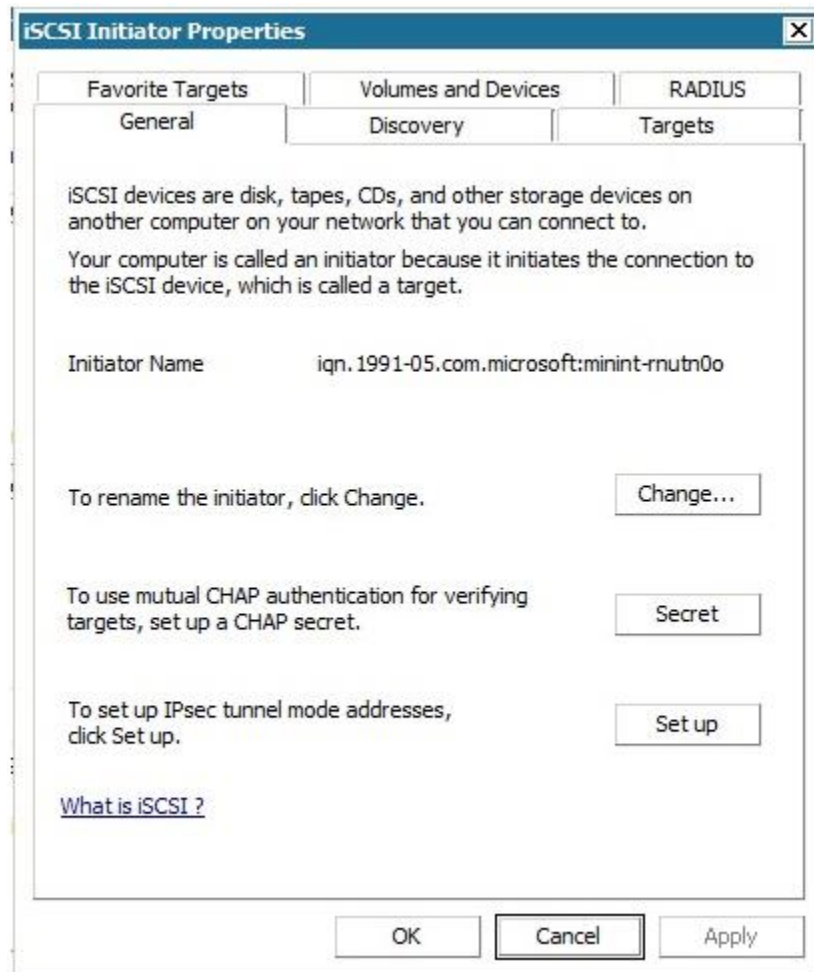 iSCSI Initiator Properties
Favorite Targets
Volumes and Devices
RADIUS
General
Discovery
Targets
iSCSI devices are disk, tapes, CDs, and other storage devices on
another computer on your network that you can connect to.
Your computer is called an initiator because it initiates the connection to
the iSCSI device, which is called a target.
Initiator Name iqn.1991-05.com.microsoft:minint-rnutn0o
To rename the initiator, click Change.
Change...
To use mutual CHAP authentication for verifying
targets, set up a CHAP secret.
Secret
To set up IPsec tunnel mode addresses,
click Set up.
Set up
What is iSCSI ?
OK
Cancel
Apply